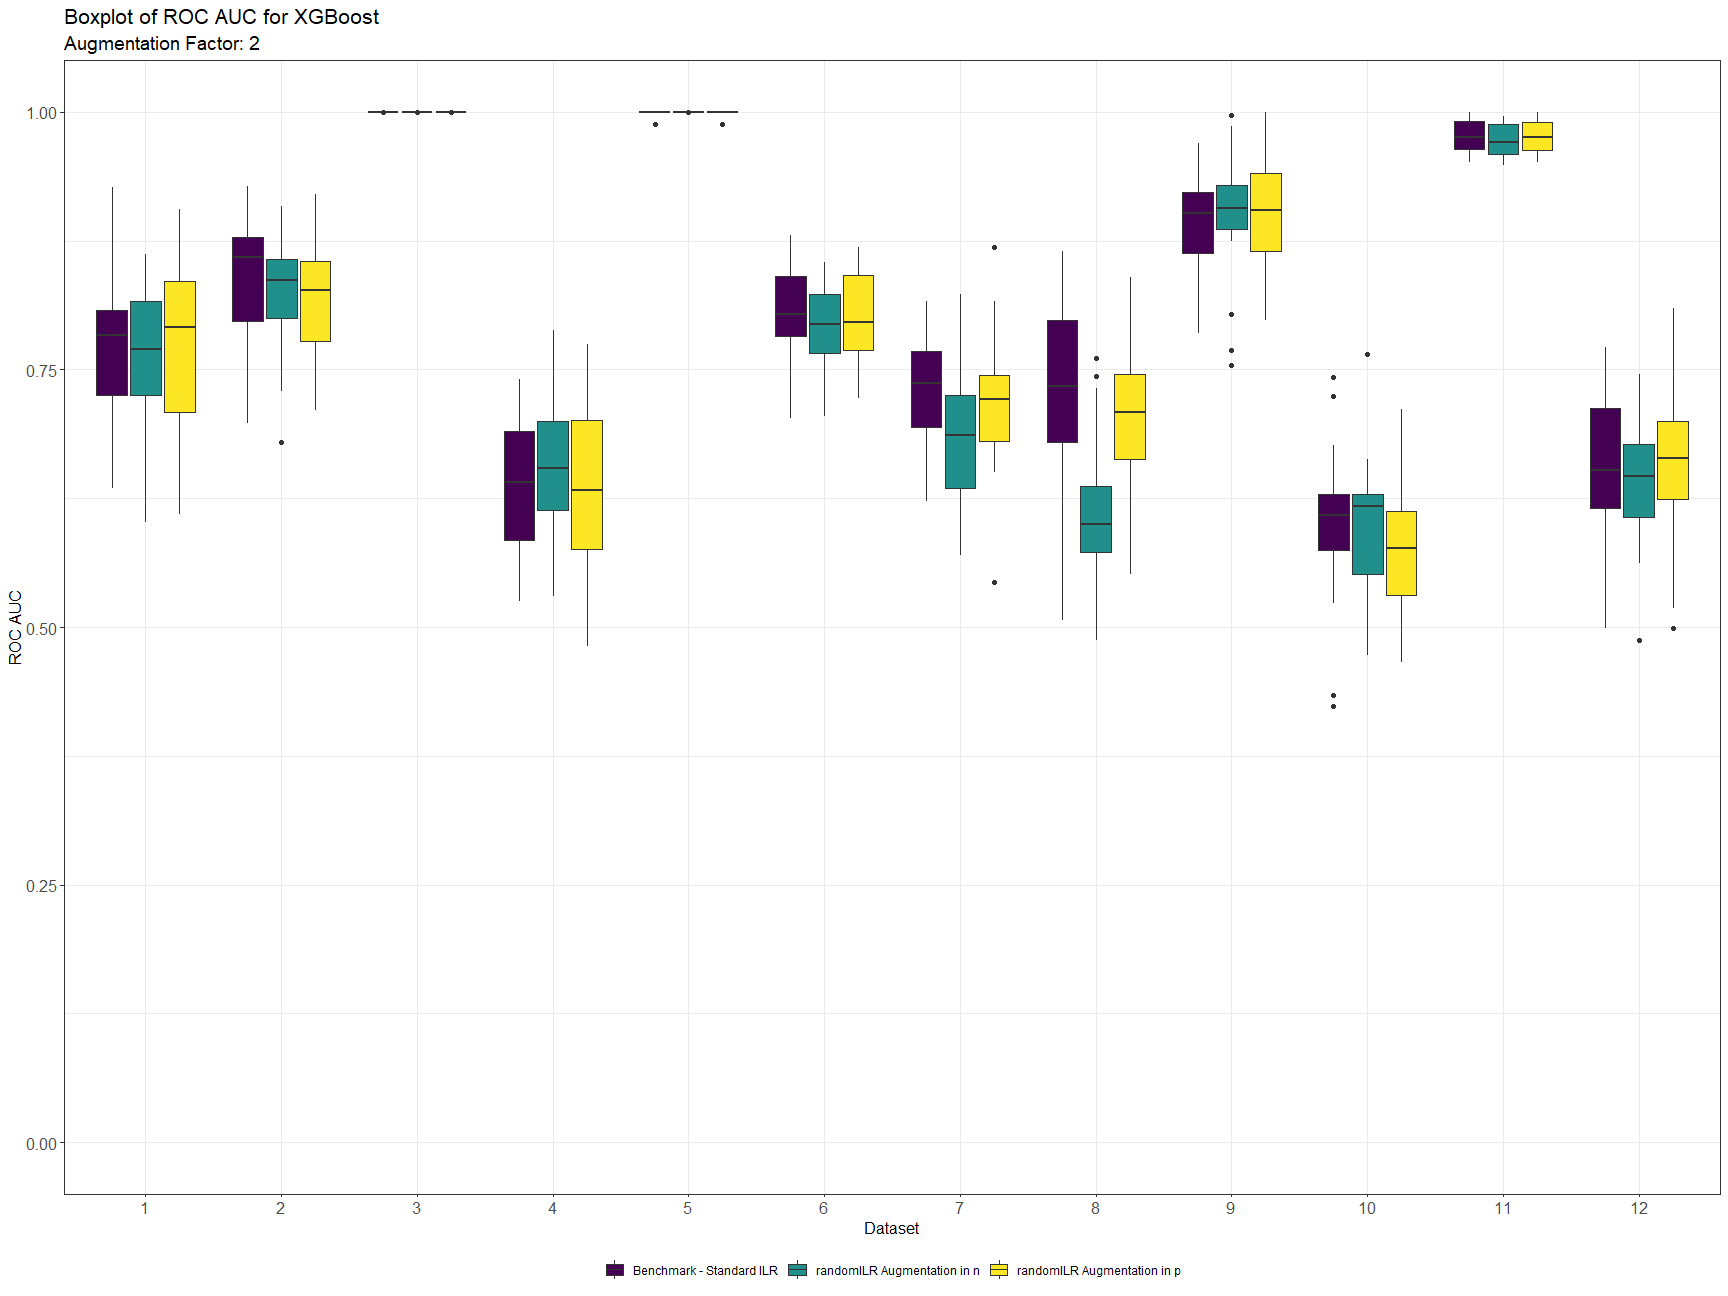 Boxplot of ROC AUC for XGBoost
Augmentation Factor: 2
1.00
0.75
0.50
0.25
0.00
ROC AUC
1 2 3 4 5 6 7 8 9 10 11 12
Dataset
Benchmark - Standard ILR randomILR Augmentation in n randomILR Augmentation in p